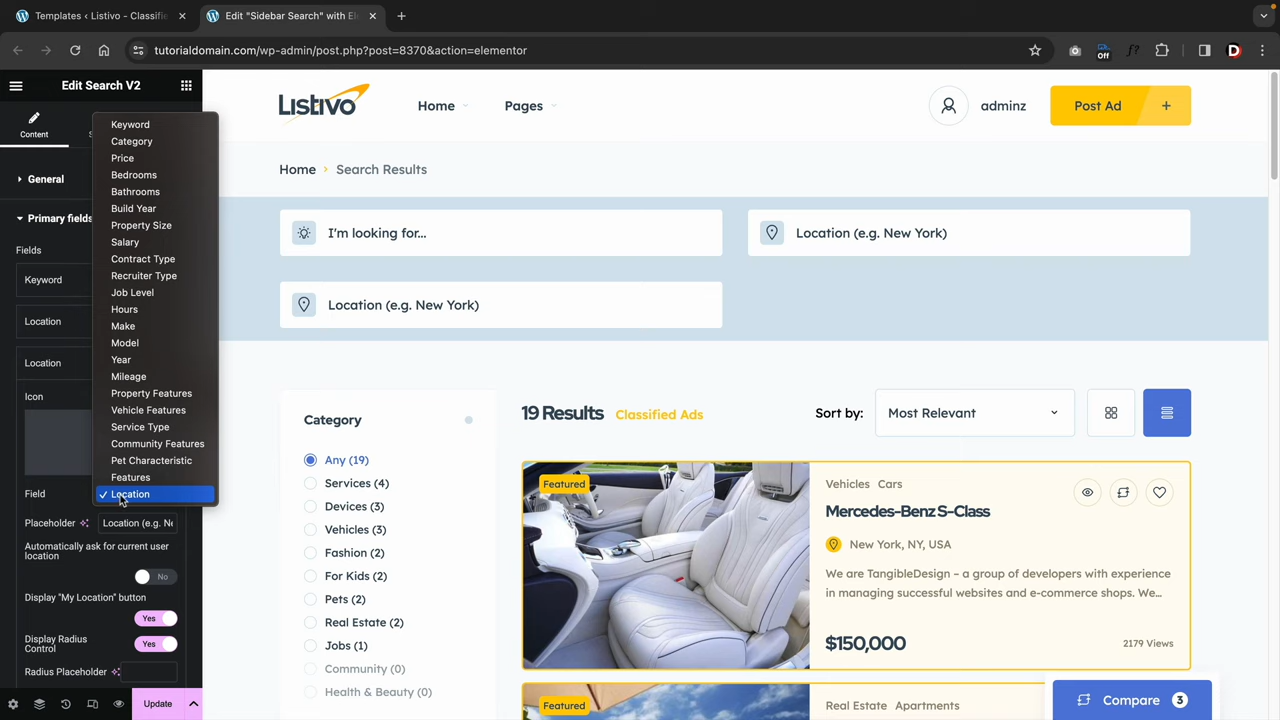 Templates ‹ Listivo - Classifie
Edit "Sidebar Search" with El
tutorialdomain.com/wp-admin/post.php?post=8370&action=elementor
Off
f?
D
Edit Search V2
Content
S
General
Primary fields
Fields
Keyword
Location
Location
Icon
Field
Placeholder
Location (e.g. Ne
Automatically ask for current user
location
No
Display "My Location" button
Yes
Display Radius
Control
Yes
Radius Placeholder
Update
Keyword
Category
Price
Bedrooms
Bathrooms
Build Year
Property Size
Salary
Contract Type
Recruiter Type
Job Level
Hours
Make
Model
Year
Mileage
Property Features
Vehicle Features
Service Type
Community Features
Pet Characteristic
Features
Location
Listivo
Home
Pages
adminz
Post Ad +
Home > Search Results
I'm looking for...
Location (e.g. New York)
Location (e.g. New York)
Category
Any (19)
Services (4)
Devices (3)
Vehicles (3)
Fashion (2)
For Kids (2)
Pets (2)
Real Estate (2)
Jobs (1)
Community (0)
Health & Beauty (0)
19 Results Classified Ads
Sort by: Most Relevant
Featured
Vehicles Cars
Mercedes-Benz S-Class
New York, NY, USA
We are TangibleDesign – a group of developers with experience
in managing successful websites and e-commerce shops. We...
$150,000
2179 Views
Featured
Real Estate Apartments
Compare 3